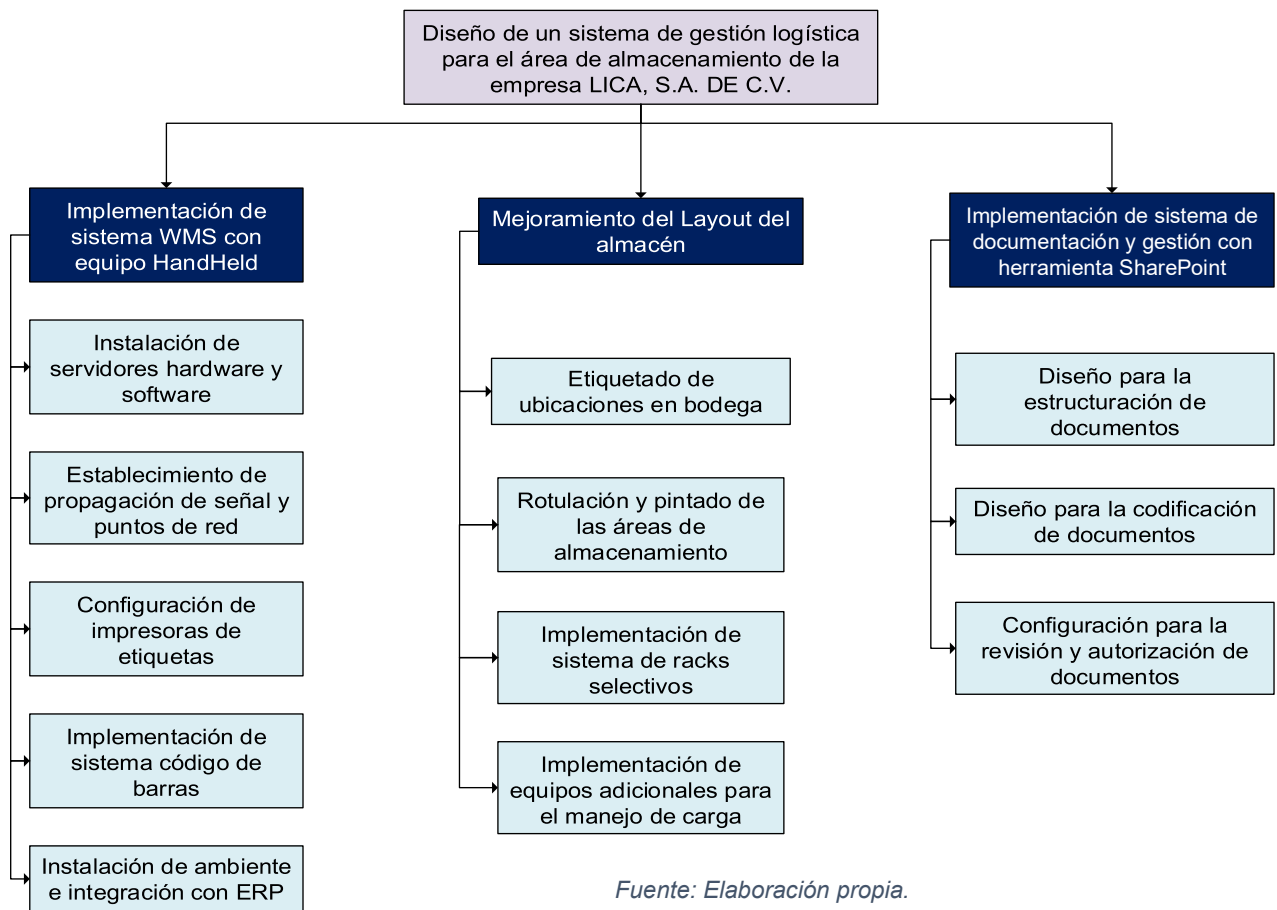 Diseño de un sistema de gestión logística
para el área de almacenamiento de la
empresa LICA, S.A. DE C.V.
Implementación de
sistema WMS con
equipo HandHeld
Instalación de
servidores hardware y
software
Establecimiento de
propagación de señal y
puntos de red
Configuración de
impresoras de
etiquetas
Implementación de
sistema código de
barras
Instalación de ambiente
e integración con ERP
Mejoramiento del Layout del
almacén
Etiquetado de
ubicaciones en bodega
Rotulación y pintado de
las áreas de
almacenamiento
Implementación de
sistema de racks
selectivos
Implementación de
equipos adicionales para
el manejo de carga
Implementación de sistema de
documentación y gestión con
herramienta SharePoint
Diseño para la
estructuración de
documentos
Diseño para la codificación
de documentos
Configuración para la
revisión y autorización de
documentos
Fuente: Elaboración propia.